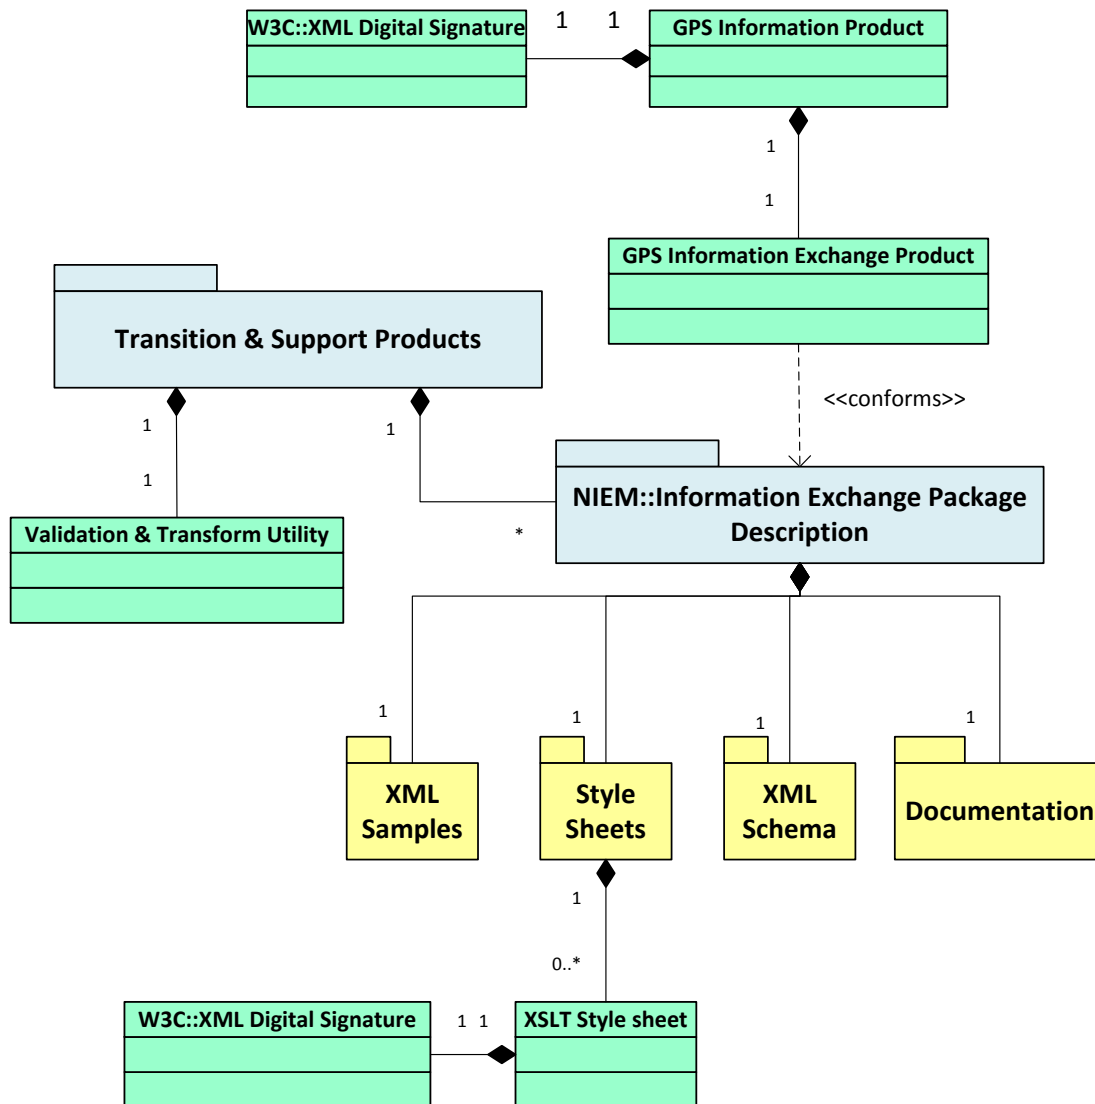 W3C::XML Digital Signature
1 1
GPS Information Product
1
1
GPS Information Exchange Product
Transition & Support Products
<<conforms>>
1
1
1
NIEM::Information Exchange Package
Description
*
Validation & Transform Utility
1
1
1
1
XML
Samples
Style
Sheets
XML
Schema
Documentation
1
0..*
W3C::XML Digital Signature
1 1
XSLT Style sheet